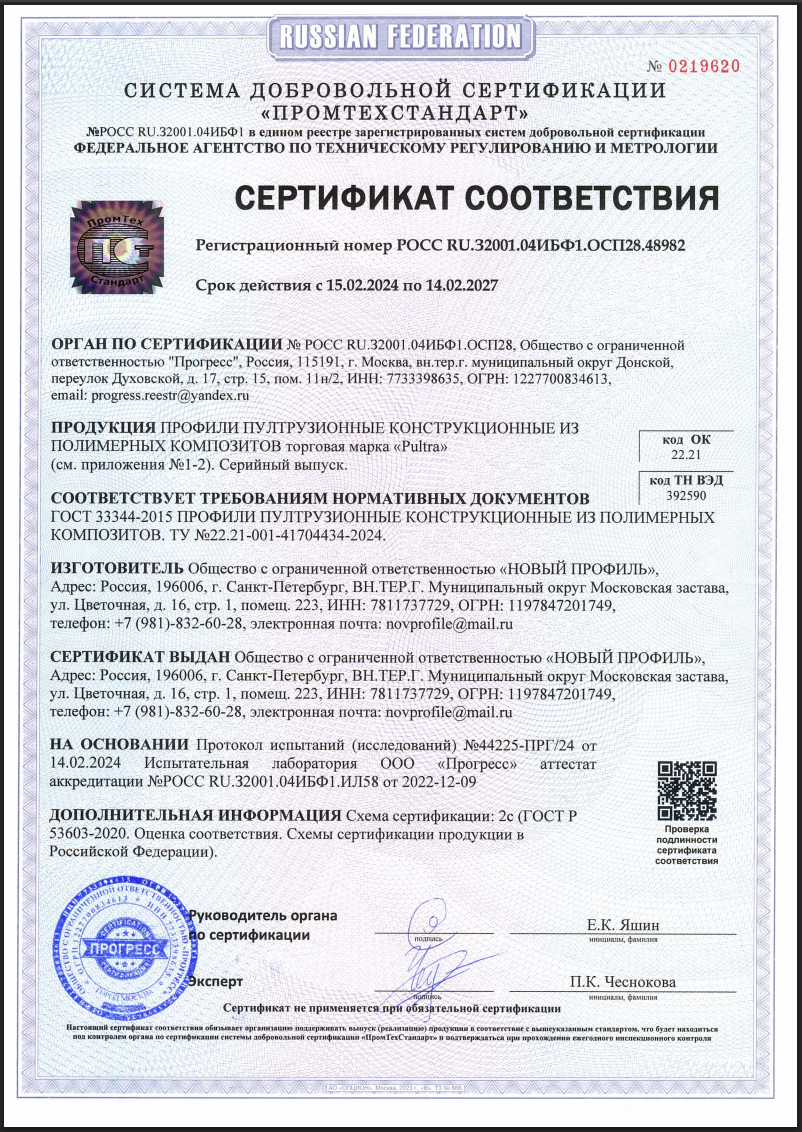 RUSSIAN FEDERATION
№ 0219620
СИСТЕМА ДОБРОВОЛЬНОЙ СЕРТИФИКАЦИИ
«ПРОМТЕХСТАНДАРТ»
№РОСС RU.З2001.04ИБФ1 в едином реестре зарегистрированных систем добровольной сертификации
ФЕДЕРАЛЬНОЕ АГЕНТСТВО ПО ТЕХНИЧЕСКОМУ РЕГУЛИРОВАНИЮ И МЕТРОЛОГИИ
СЕРТИФИКАТ СООТВЕТСТВИЯ
ПромТех
ПСТ
Стандарт
Регистрационный номер РОСС RU.З2001.04ИБФ1.ОСП28.48982
Срок действия с 15.02.2024 по 14.02.2027
ОРГАН ПО СЕРТИФИКАЦИИ № РОСС RU.З2001.04ИБФ1.ОСП28, Общество с ограниченной
ответственностью "Прогресс", Россия, 115191, г. Москва, вн.тер.г. муниципальный округ Донской,
переулок Духовской, д. 17, стр. 15, пом. 11н/2, ИНН: 7733398635, ОГРН: 1227700834613,
email: progress.reestr@yandex.ru
ПРОДУКЦИЯ ПРОФИЛИ ПУЛТРУЗИОННЫЕ КОНСТРУКЦИОННЫЕ ИЗ
ПОЛИМЕРНЫХ КОМПОЗИТОВ торговая марка «Pultra»
(см. приложения №1-2). Серийный выпуск.
код ОК
22.21
код ТН ВЭД
392590
СООТВЕТСТВУЕТ ТРЕБОВАНИЯМ НОРМАТИВНЫХ ДОКУМЕНТОВ
ГОСТ 33344-2015 ПРОФИЛИ ПУЛТРУЗИОННЫЕ КОНСТРУКЦИОННЫЕ ИЗ ПОЛИМЕРНЫХ
КОМПОЗИТОВ. ТУ №22.21-001-41704434-2024.
ИЗГОТОВИТЕЛЬ Общество с ограниченной ответственностью «НОВЫЙ ПРОФИЛЬ»,
Адрес: Россия, 196006, г. Санкт-Петербург, ВН.ТЕР.Г. Муниципальный округ Московская застава,
ул. Цветочная, д. 16, стр. 1, помещ. 223, ИНН: 7811737729, ОГРН: 1197847201749,
телефон: +7 (981)-832-60-28, электронная почта: novprofile@mail.ru
СЕРТИФИКАТ ВЫДАН Общество с ограниченной ответственностью «НОВЫЙ ПРОФИЛЬ»,
Адрес: Россия, 196006, г. Санкт-Петербург, ВН.ТЕР.Г. Муниципальный округ Московская застава,
ул. Цветочная, д. 16, стр. 1, помещ. 223, ИНН: 7811737729, ОГРН: 1197847201749,
телефон: +7 (981)-832-60-28, электронная почта: novprofile@mail.ru
НА ОСНОВАНИИ Протокол испытаний (исследований) №44225-ПРГ/24 от
14.02.2024 Испытательная лаборатория ООО «Прогресс» аттестат
аккредитации №РОСС RU.З2001.04ИБФ1.ИЛ58 от 2022-12-09
ДОПОЛНИТЕЛЬНАЯ ИНФОРМАЦИЯ Схема сертификации: 2с (ГОСТ Р
53603-2020. Оценка соответствия. Схемы сертификации продукции в
Российской Федерации).
Проверка
подлинности
сертификата
соответствия
ПРОГРЕСС
Руководитель органа
по сертификации
подпись
Е.К. Яшин
инициалы, фамилия
Эксперт
подпись
П.К. Чеснокова
инициалы, фамилия
Сертификат не применяется при обязательной сертификации
Настоящий сертификат соответствия обязывает организацию поддерживать выпуск (реализацию) продукции в соответствие с вышеуказанным стандартом, что будет находиться
под контролем органа по сертификации системы добровольной сертификации «ПромТехСтандарт» и подтверждаться при прохождении ежегодного инспекционного контроля